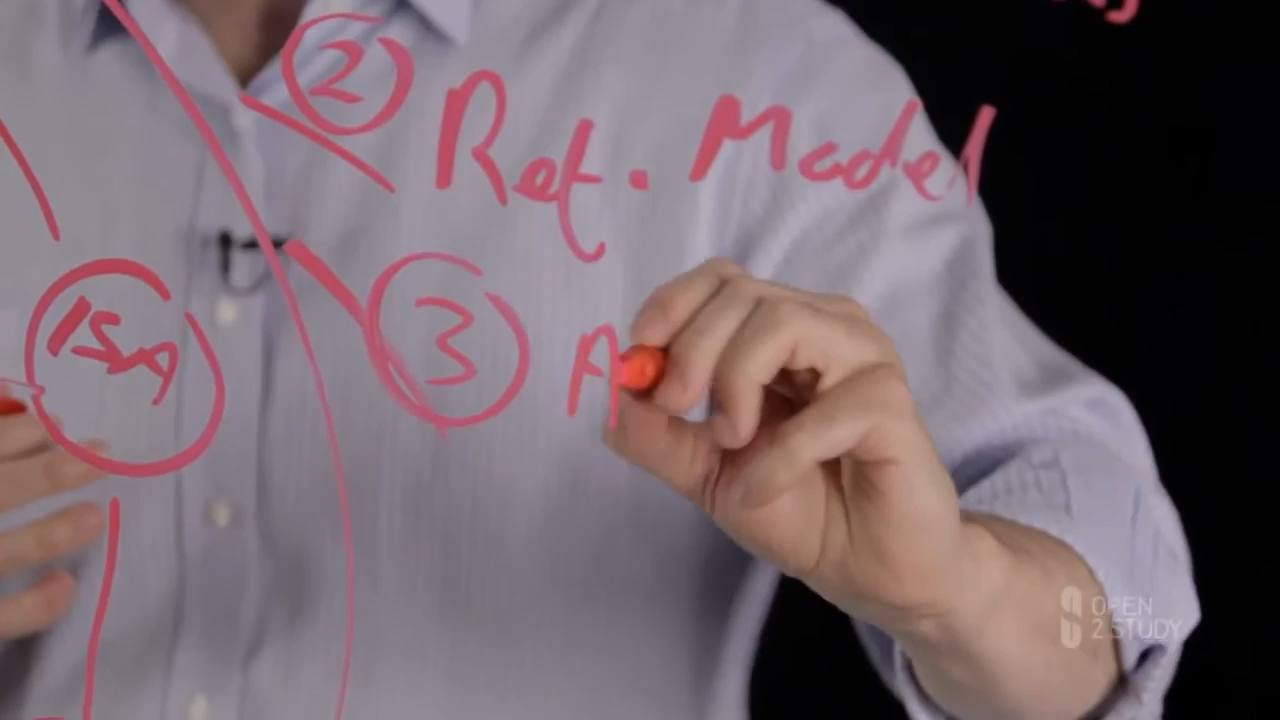 ② Ref. Model
ISA
③ A
OPEN
2 STUDY